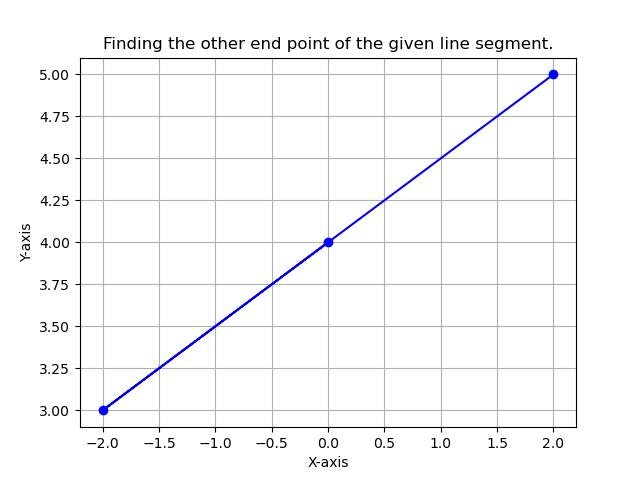 Finding the other end point of the given line segment.
5.00
4.75
4.50
4.25
4.00
3.75
3.50
3.25
3.00
Y-axis
−2.0 −1.5 −1.0 −0.5 0.0 0.5 1.0 1.5 2.0
X-axis